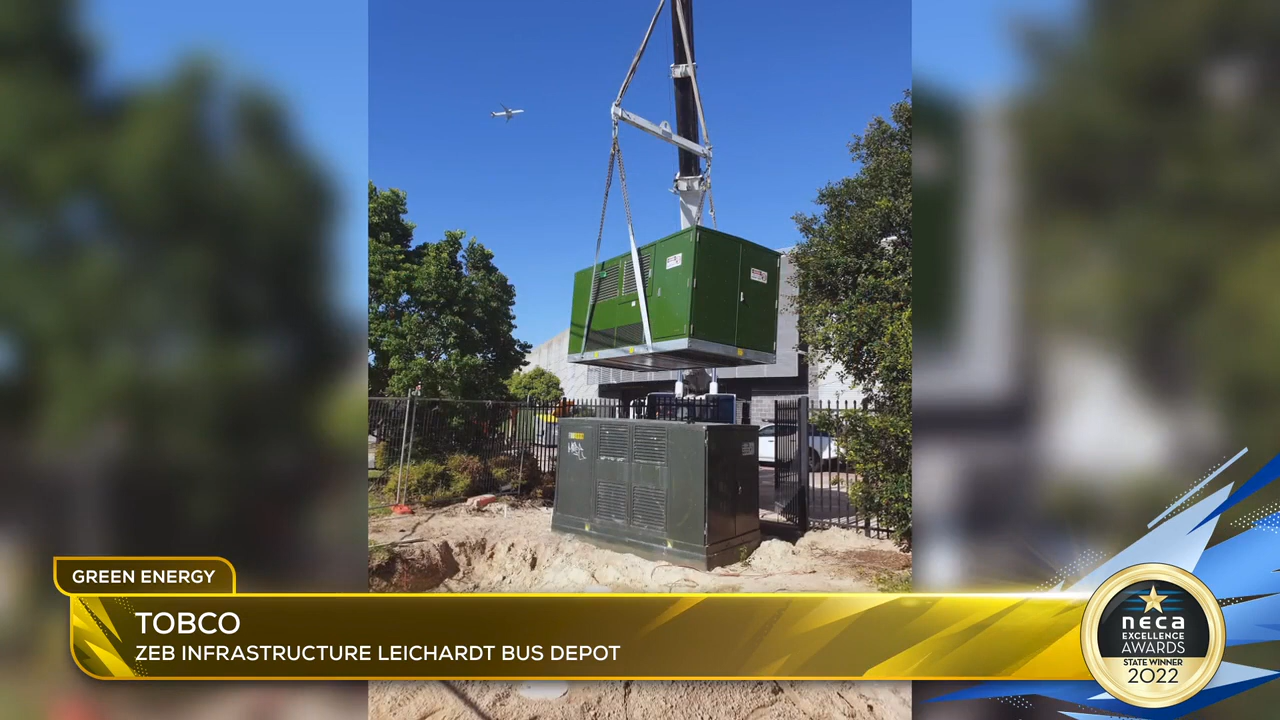 GREEN ENERGY
TOBCO
ZEB INFRASTRUCTURE LEICHARDT BUS DEPOT
neca
EXCELLENCE
AWARDS
STATE WINNER
2022